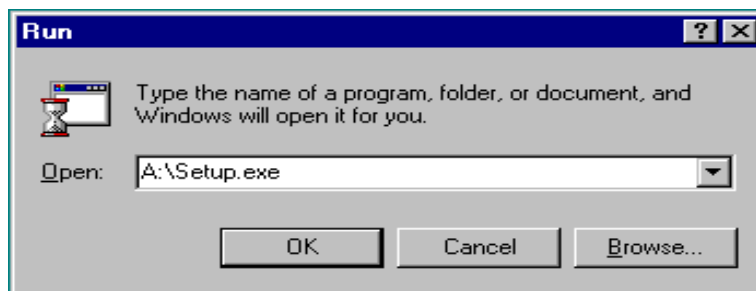 Run
Type the name of a program, folder, or document, and
Windows will open it for you.
Open: A:\Setup.exe
OK Cancel Browse...